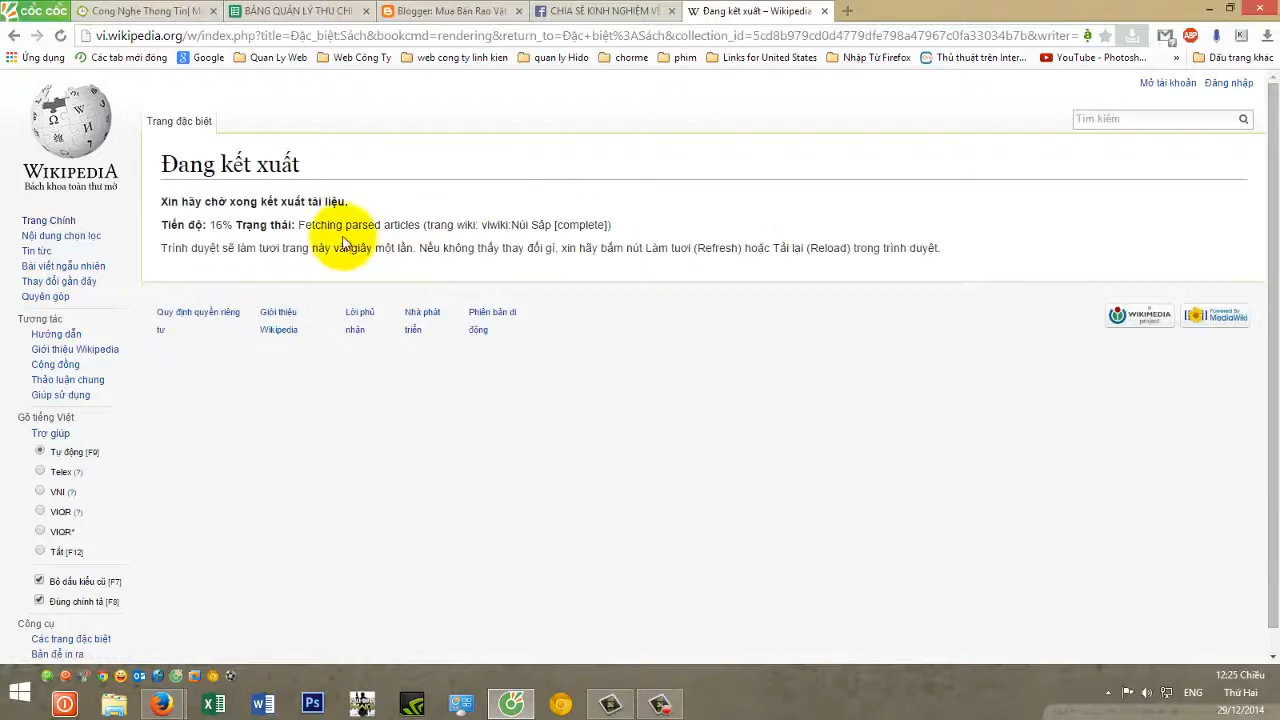 cốc cốc
Cong Nghe Thong Tin| M
BẢNG QUẢN LÝ THƯ CHI
Blogger: Mua Bán Rao Vặ
CHIA SẺ KINH NGHIỆM V
Đang kết xuất – Wikipedia
vi.wikipedia.org/w/index.php?title=Đặc_biệt:Sách&bookcmd=rendering&return_to=Đặc+biệt%3ASách&collection_id=5cd8b979cd0d4779dfe798a47967c0fa33034b7b&writer=
Ứng dụng
Các tab mới đóng
Google
Quan Ly Web
Web Công Ty
web cong ty linh kien
quan ly Hido
chorme
phim
Links for United States
Nhập Từ Firefox
Thủ thuật trên Inter...
YouTube - Photosh...
»
Dấu trang khác
Mở tài khoản Đăng nhập
Trang đặc biệt
Tìm kiếm
WIKIPEDIA
Bách khoa toàn thư mở
Đang kết xuất
Xin hãy chờ xong kết xuất tài liệu.
Tiến độ: 16% Trạng thái: Fetching parsed articles (trang wiki: viwiki:Núi Sập [complete])
Trình duyệt sẽ làm tươi trang này vài giây một lần. Nếu không thấy thay đổi gì, xin hãy bấm nút Làm tươi (Refresh) hoặc Tải lại (Reload) trong trình duyệt.
Trang Chính
Nội dung chọn lọc
Tin tức
Bài viết ngẫu nhiên
Thay đổi gần đây
Quyên góp
Tương tác
Hướng dẫn
Giới thiệu Wikipedia
Cộng đồng
Thảo luận chung
Giúp sử dụng
Gõ tiếng Việt
Trợ giúp
Tự động [F9]
Telex (?)
VNI (?)
VIQR (?)
VIQR*
Tắt [F12]
Bỏ dấu kiểu cũ [F7]
Đúng chính tả [F8]
Công cụ
Các trang đặc biệt
Bản để in ra
Quy định quyền riêng
tư
Giới thiệu
Wikipedia
Lời phủ
nhận
Nhà phát
triển
Phiên bản di
động
A
WIKIMEDIA
project
Powered By
MediaWiki
ENG
12:25 Chiều
Thứ Hai
29/12/2014